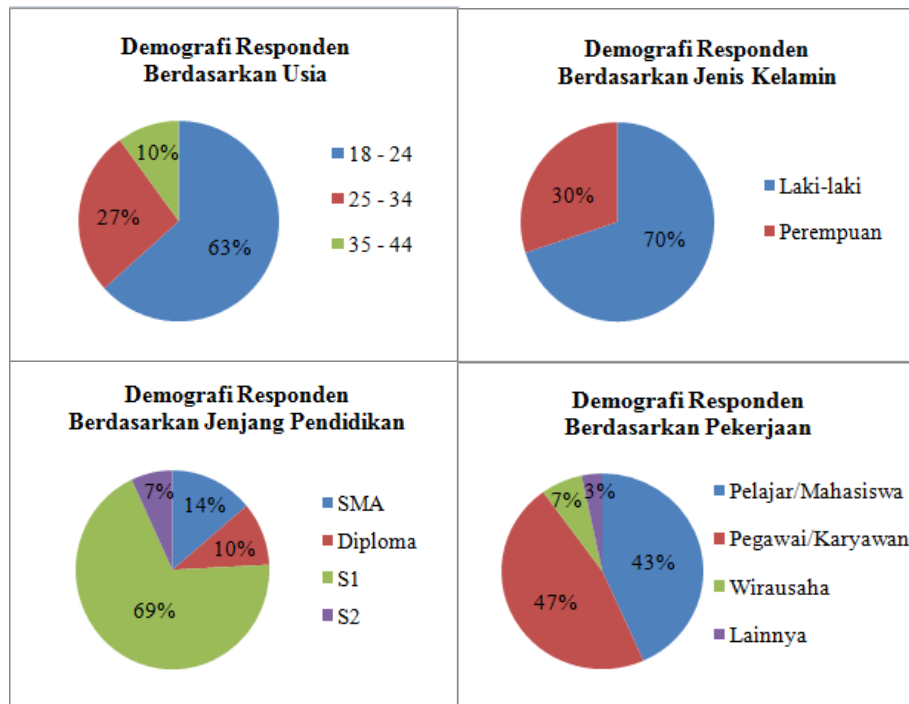 Demografi Responden
Berdasarkan Usia
10%
27%
63%
18 - 24
25 - 34
35 - 44
Demografi Responden
Berdasarkan Jenis Kelamin
30%
70%
Laki-laki
Perempuan
Demografi Responden
Berdasarkan Jenjang Pendidikan
7%
14%
10%
69%
SMA
Diploma
S1
S2
Demografi Responden
Berdasarkan Pekerjaan
3%
7%
43%
47%
Pelajar/Mahasiswa
Pegawai/Karyawan
Wirausaha
Lainnya